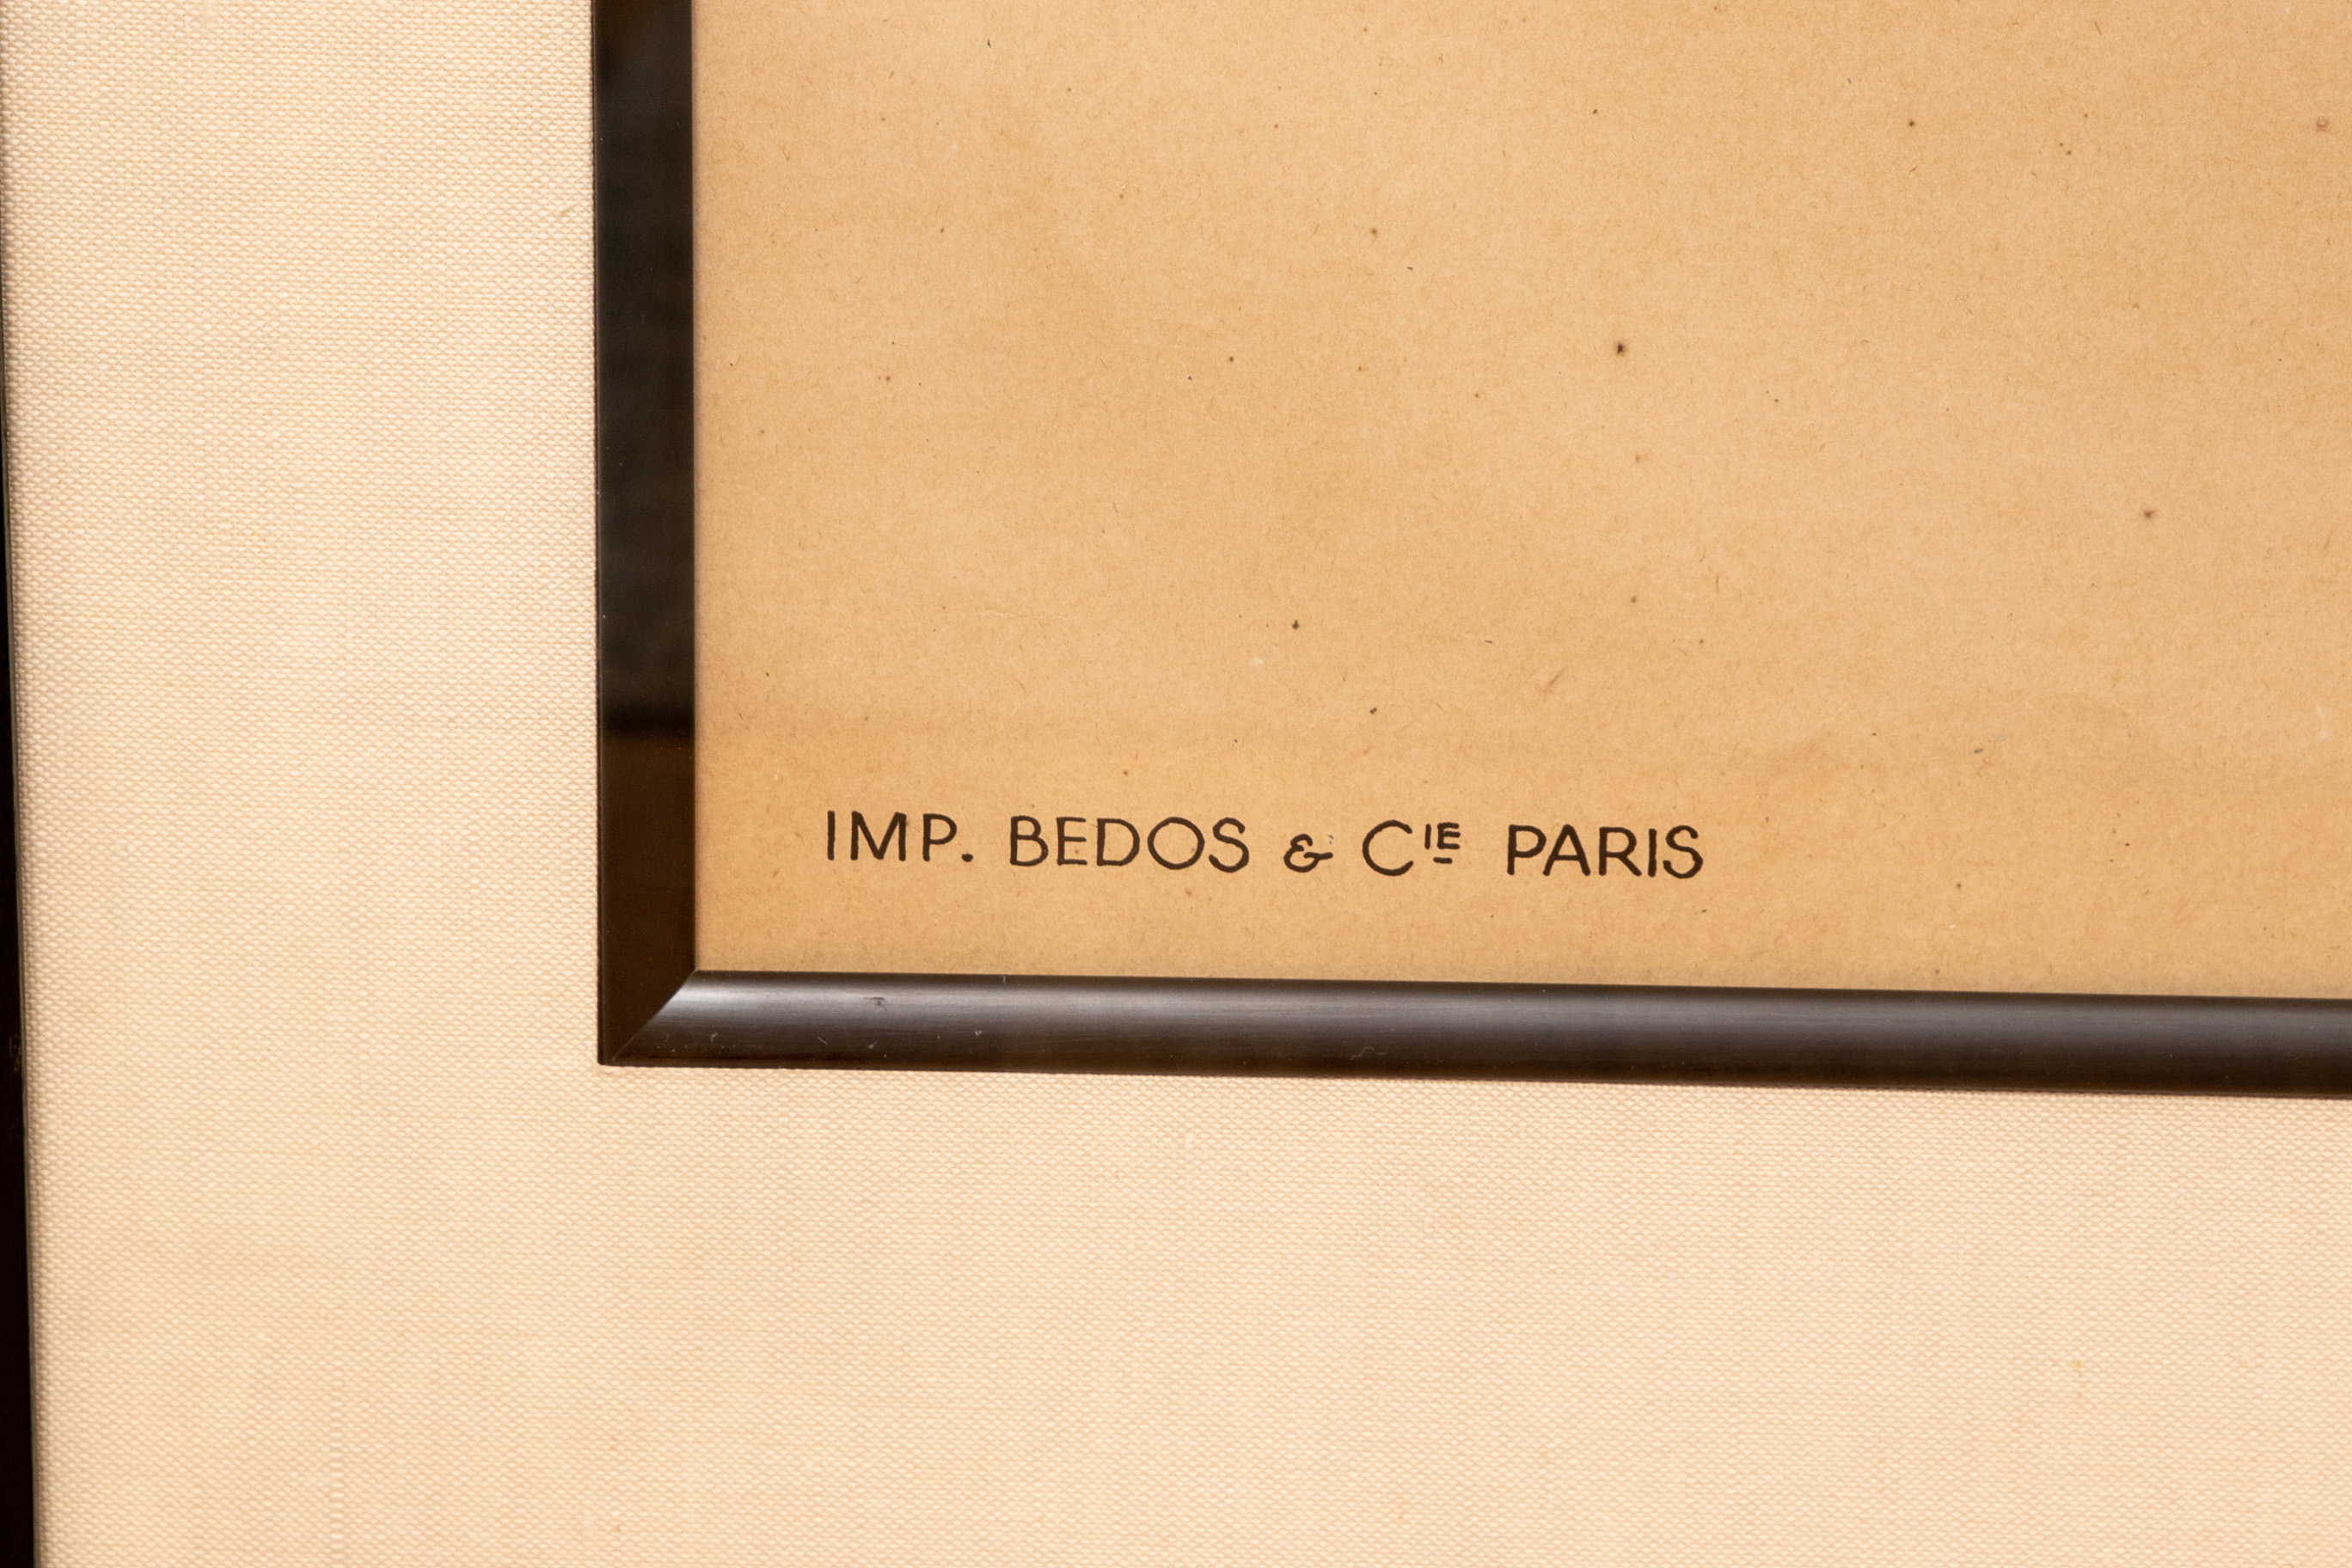 IMP. BEDOS & CIE PARIS